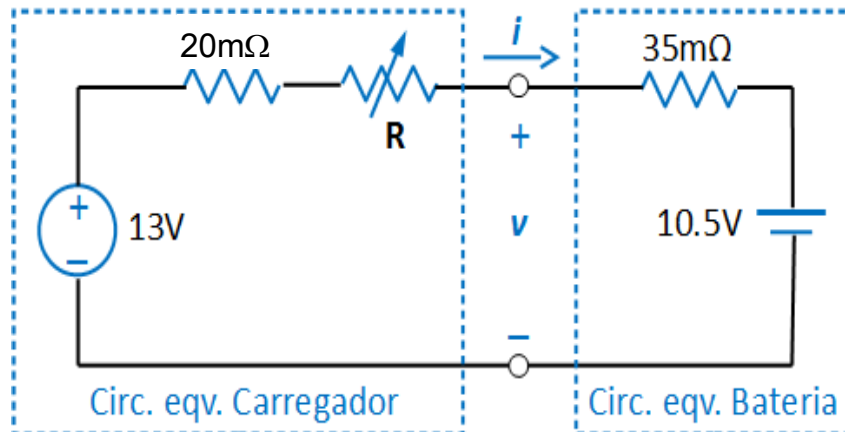 20mΩ
i
35mΩ
R
+
+
13V
v
10.5V
−
−
Circ. eqv. Carregador
Circ. eqv. Bateria